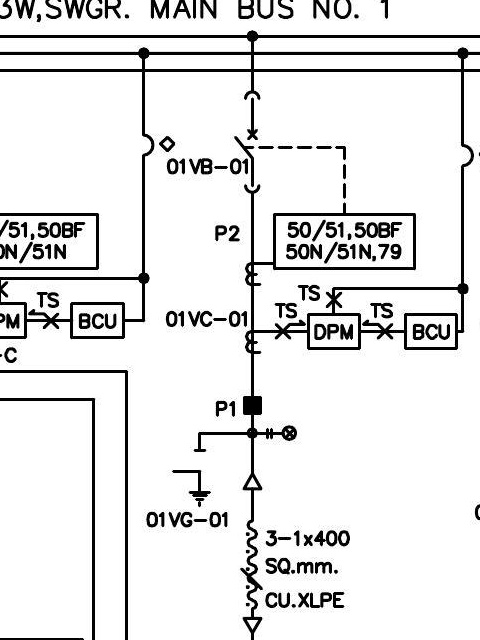 3W,SWGR. MAIN BUS NO. 1
01VB-01
/51,50BF
N/51N
P2
50/51,50BF
50N/51N,79
TS
BCU
01VC-01
TS
TS
DPM
TS
BCU
-C
P1
01VG-01
3-1x400
SQ.mm.
CU.XLPE